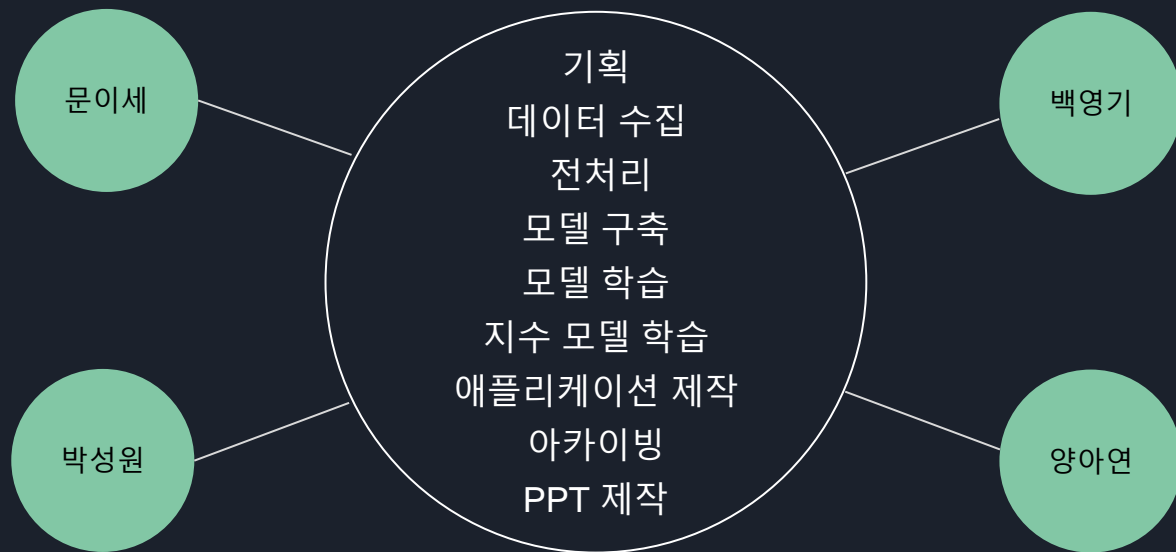 문이세
백영기
기획
데이터 수집
전처리
모델 구축
모델 학습
지수 모델 학습
애플리케이션 제작
아카이빙
PPT 제작
박성원
양아연